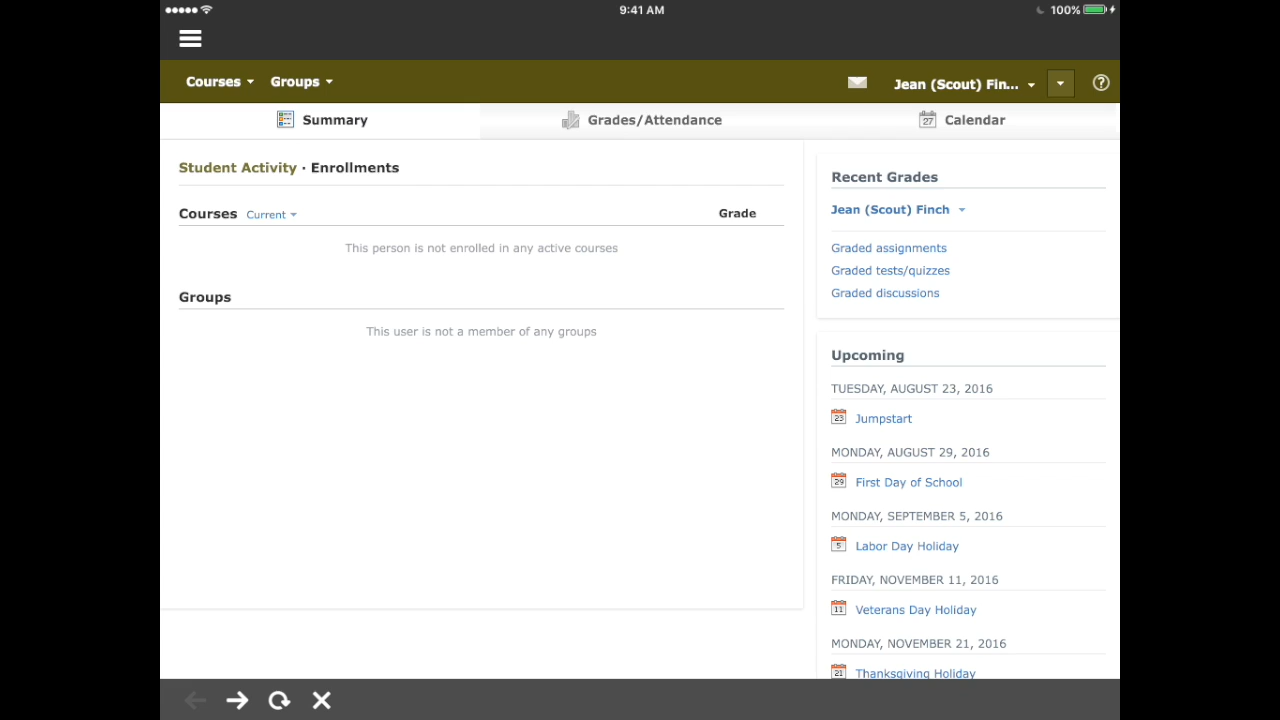 9:41 AM
100%
Courses
Groups
Jean (Scout) Fin...
Summary
27
Grades/Attendance
Calendar
Student Activity · Enrollments
Courses Current
Grade
This person is not enrolled in any active courses
Groups
This user is not a member of any groups
Recent Grades
Jean (Scout) Finch
Graded assignments
Graded tests/quizzes
Graded discussions
Upcoming
TUESDAY, AUGUST 23, 2016
23 Jumpstart
MONDAY, AUGUST 29, 2016
29 First Day of School
MONDAY, SEPTEMBER 5, 2016
5 Labor Day Holiday
FRIDAY, NOVEMBER 11, 2016
11 Veterans Day Holiday
MONDAY, NOVEMBER 21, 2016
21 Thanksgiving Holiday